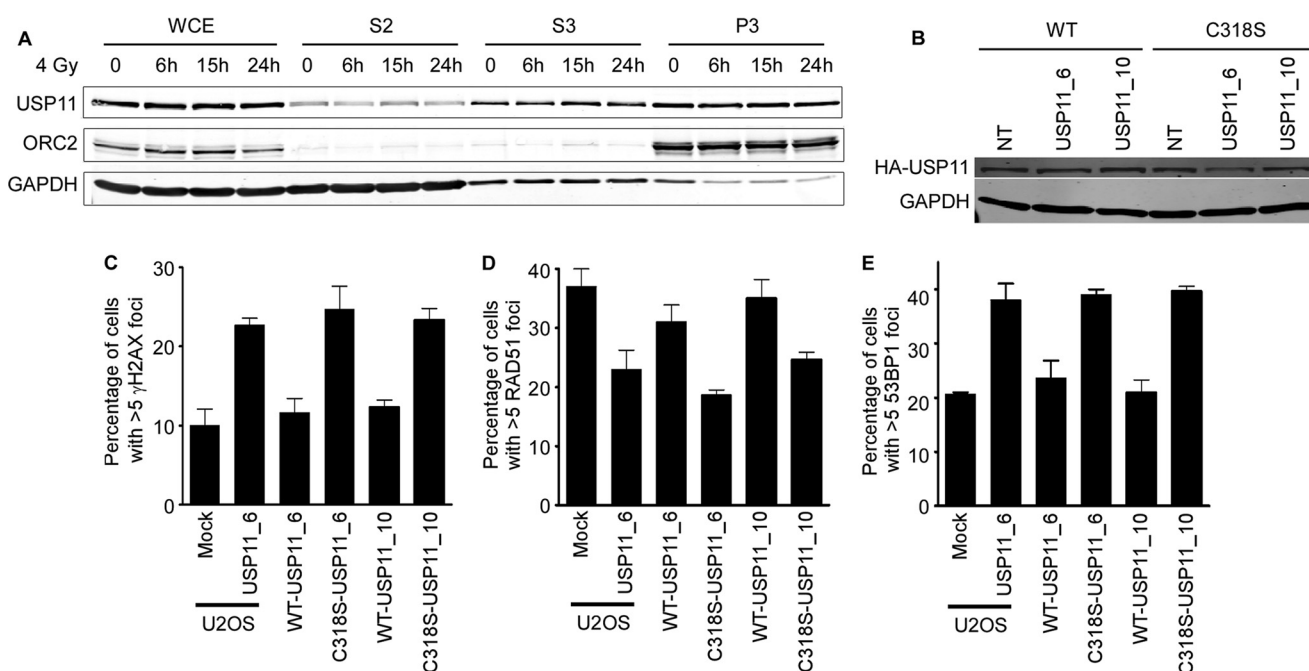 A
WCE S2 S3 P3
4 Gy 0 6h 15h 24h 0 6h 15h 24h 0 6h 15h 24h 0 6h 15h 24h
USP11
ORC2
GAPDH
B
WT C318S
NT USP11_6 USP11_10 NT USP11_6 USP11_10
HA-USP11
GAPDH
C
Percentage of cells
with >5 γH2AX foci
30
20
10
0
Mock USP11_6 WT-USP11_6 C318S-USP11_6 WT-USP11_10 C318S-USP11_10
U2OS
D
Percentage of cells
with >5 RAD51 foci
40
30
20
10
0
Mock USP11_6 WT-USP11_6 C318S-USP11_6 WT-USP11_10 C318S-USP11_10
U2OS
E
Percentage of cells
with >5 53BP1 foci
40
30
20
10
0
Mock USP11_6 WT-USP11_6 C318S-USP11_6 WT-USP11_10 C318S-USP11_10
U2OS